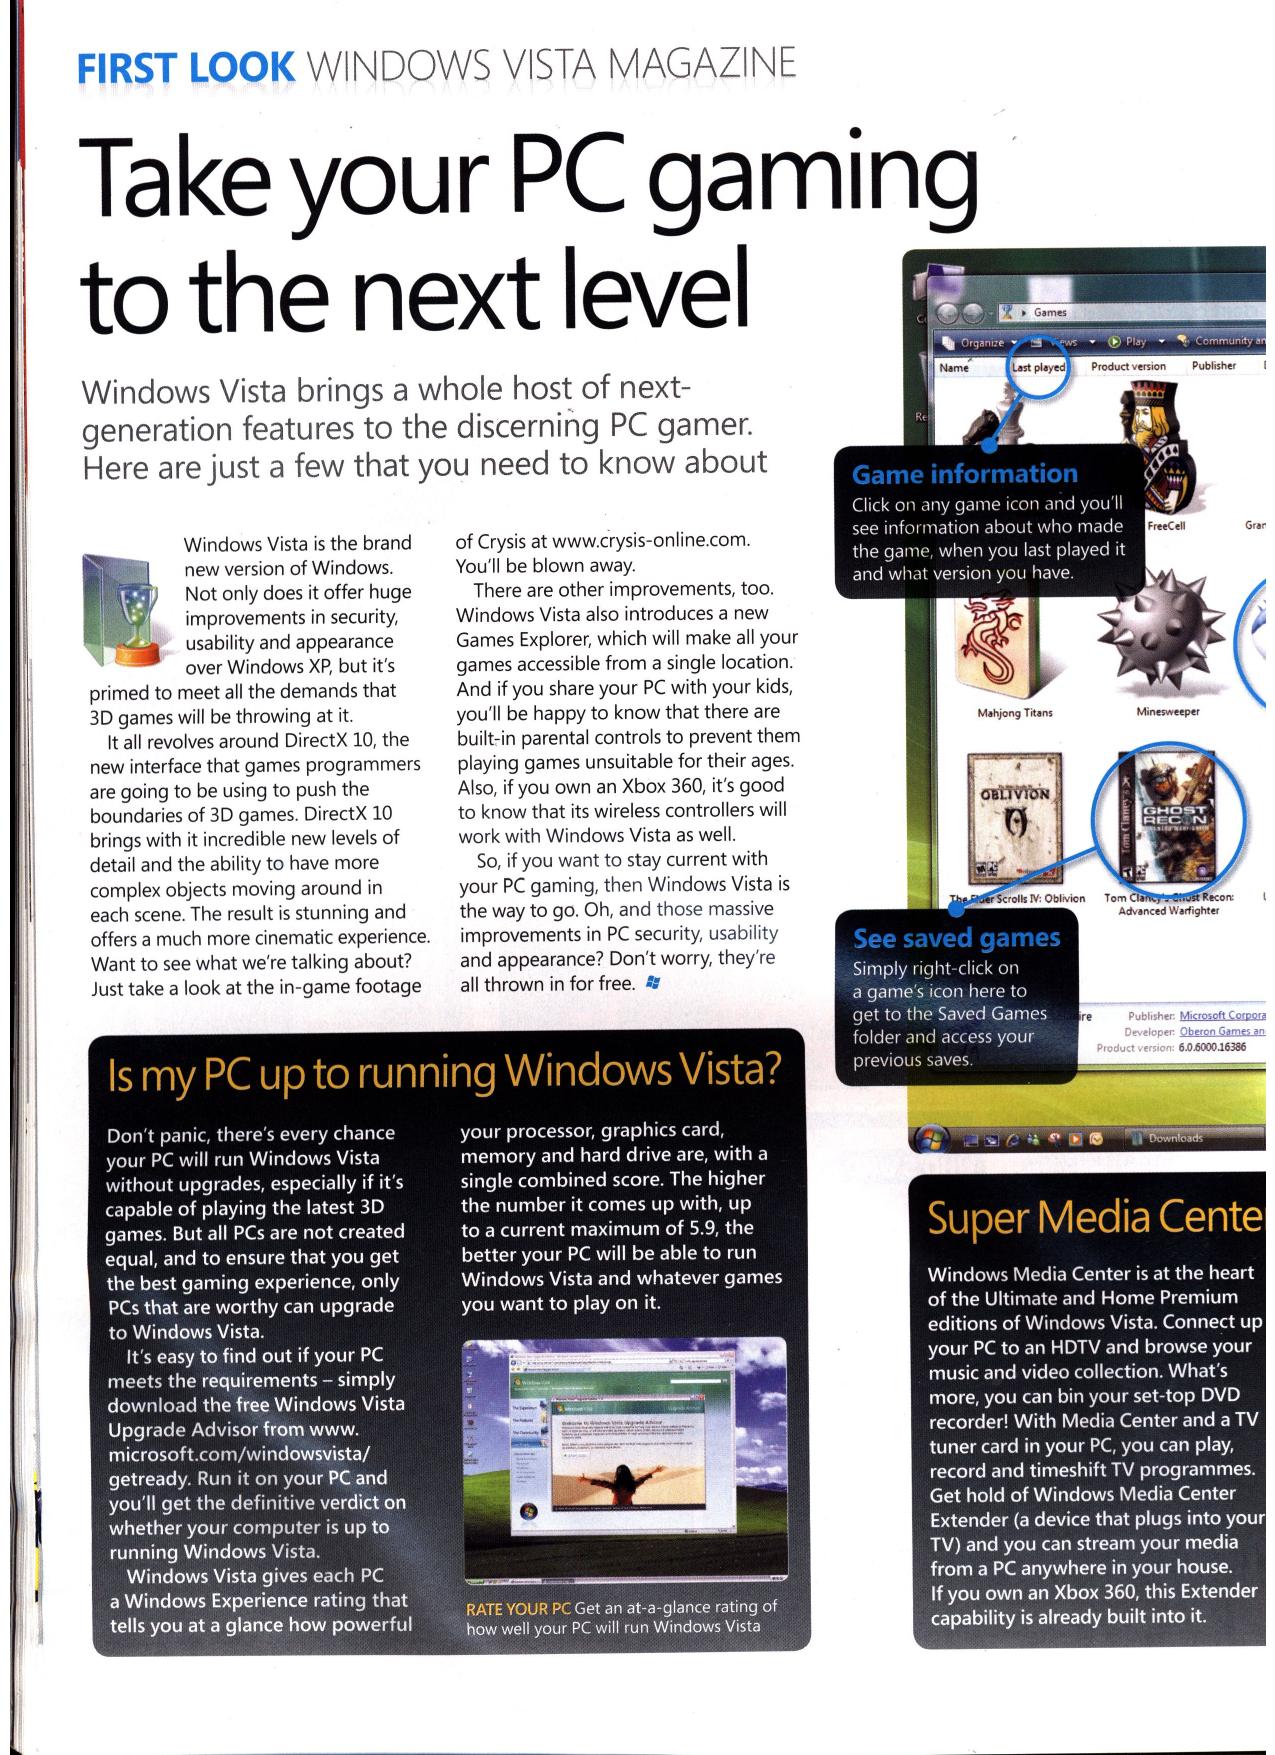 FIRST LOOK WINDOWS VISTA MAGAZINE
Take your PC gaming
to the next level
Windows Vista brings a whole host of next-
generation features to the discerning PC gamer.
Here are just a few that you need to know about
Windows Vista is the brand
new version of Windows.
Not only does it offer huge
improvements in security,
usability and appearance
over Windows XP, but it's
primed to meet all the demands that
3D games will be throwing at it.
It all revolves around DirectX 10, the
new interface that games programmers
are going to be using to push the
boundaries of 3D games. DirectX 10
brings with it incredible new levels of
detail and the ability to have more
complex objects moving around in
each scene. The result is stunning and
offers a much more cinematic experience.
Want to see what we're talking about?
Just take a look at the in-game footage
of Crysis at www.crysis-online.com.
You'll be blown away.
There are other improvements, too.
Windows Vista also introduces a new
Games Explorer, which will make all your
games accessible from a single location.
And if you share your PC with your kids,
you'll be happy to know that there are
built-in parental controls to prevent them
playing games unsuitable for their ages.
Also, if you own an Xbox 360, it's good
to know that its wireless controllers will
work with Windows Vista as well.
So, if you want to stay current with
your PC gaming, then Windows Vista is
the way to go. Oh, and those massive
improvements in PC security, usability
and appearance? Don't worry, they're
all thrown in for free.
Games
Organize Views Play Community an
Name Last played Product version Publisher
Game information
Click on any game icon and you'll
see information about who made
the game, when you last played it
and what version you have.
FreeCell
Gran
Mahjong Titans
Minesweeper
OBLIVION
Tom Clancy's
GHOST
RECON
The Elder Scrolls IV: Oblivion
Tom Clancy's Ghost Recon:
Advanced Warfighter
See saved games
Simply right-click on
a game's icon here to
get to the Saved Games
folder and access your
previous saves.
ire
Publisher: Microsoft Corpora
Developer: Oberon Games an
Product version: 6.0.6000.16386
Downloads
Is my PC up to running Windows Vista?
Don't panic, there's every chance
your PC will run Windows Vista
without upgrades, especially if it's
capable of playing the latest 3D
games. But all PCs are not created
equal, and to ensure that you get
the best gaming experience, only
PCs that are worthy can upgrade
to Windows Vista.
It's easy to find out if your PC
meets the requirements – simply
download the free Windows Vista
Upgrade Advisor from www.
microsoft.com/windowsvista/
getready. Run it on your PC and
you'll get the definitive verdict on
whether your computer is up to
running Windows Vista.
Windows Vista gives each PC
a Windows Experience rating that
tells you at a glance how powerful
your processor, graphics card,
memory and hard drive are, with a
single combined score. The higher
the number it comes up with, up
to a current maximum of 5.9, the
better your PC will be able to run
Windows Vista and whatever games
you want to play on it.
Welcome to Windows Vista Upgrade Advisor
RATE YOUR PC Get an at-a-glance rating of
how well your PC will run Windows Vista
Super Media Cente
Windows Media Center is at the heart
of the Ultimate and Home Premium
editions of Windows Vista. Connect up
your PC to an HDTV and browse your
music and video collection. What's
more, you can bin your set-top DVD
recorder! With Media Center and a TV
tuner card in your PC, you can play,
record and timeshift TV programmes.
Get hold of Windows Media Center
Extender (a device that plugs into your
TV) and you can stream your media
from a PC anywhere in your house.
If you own an Xbox 360, this Extender
capability is already built into it.